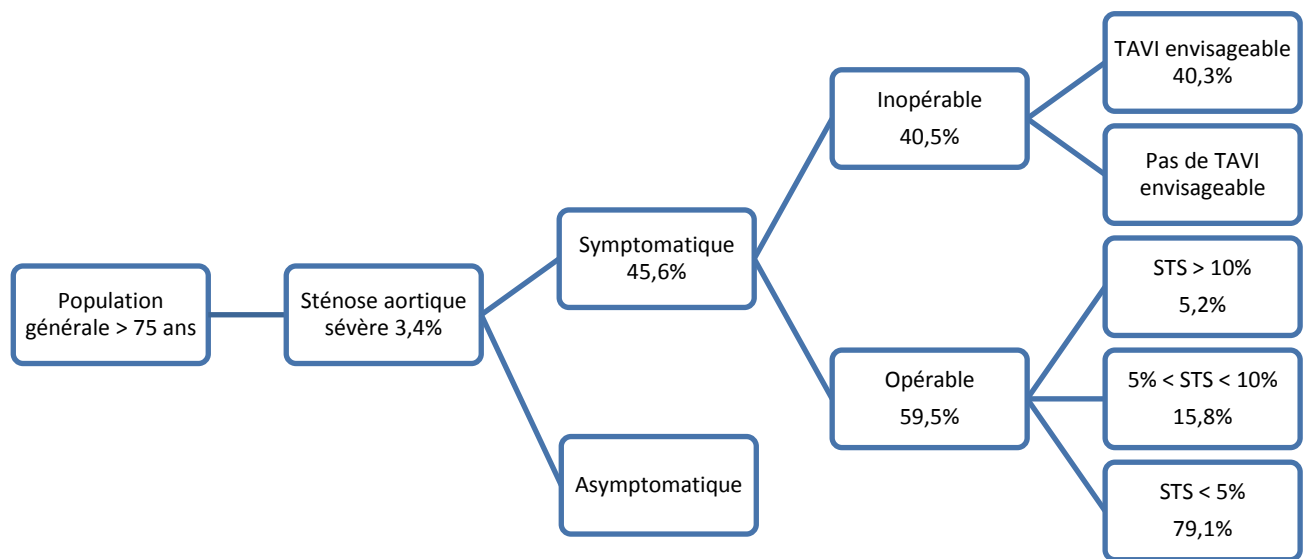 Population
générale > 75 ans
Sténose aortique
sévère 3,4%
Symptomatique
45,6%
Asymptomatique
Inopérable
40,5%
Opérable
59,5%
TAVI envisageable
40,3%
Pas de TAVI
envisageable
STS > 10%
5,2%
5% < STS < 10%
15,8%
STS < 5%
79,1%